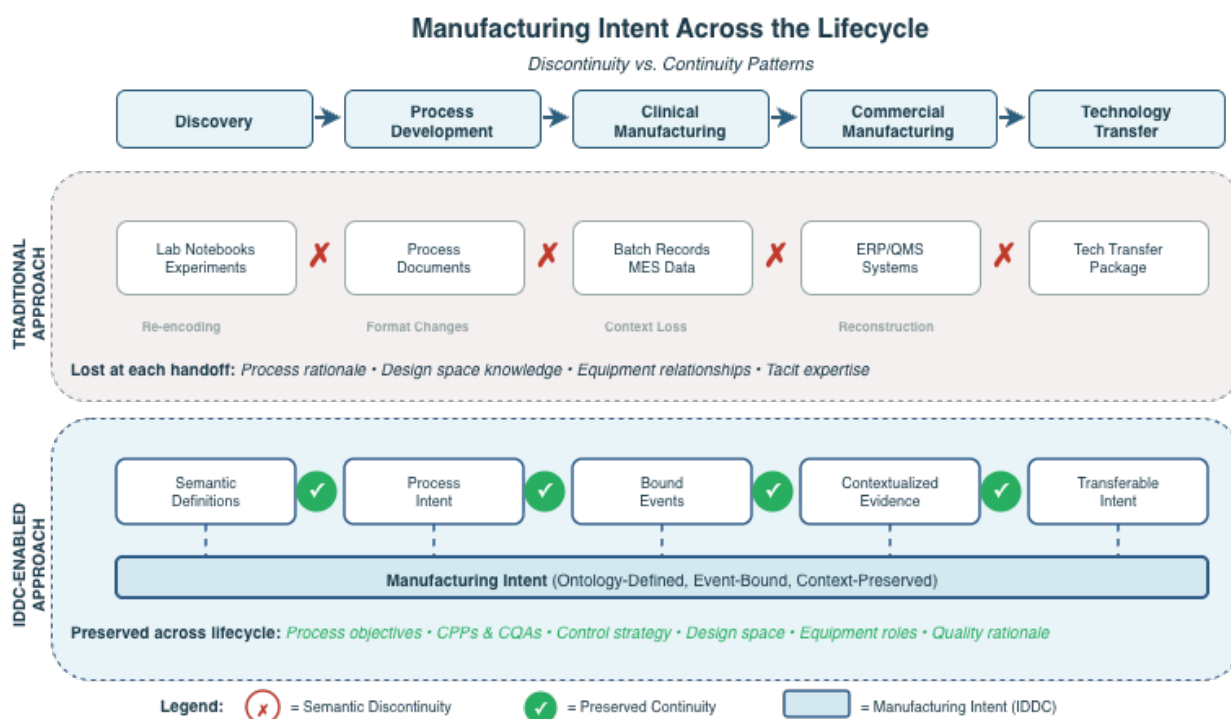 Manufacturing Intent Across the Lifecycle
Discontinuity vs. Continuity Patterns
Discovery
Process
Development
Clinical
Manufacturing
Commercial
Manufacturing
Technology
Transfer
TRADITIONAL
APPROACH
Lab Notebooks
Experiments
✗
Process
Documents
✗
Batch Records
MES Data
✗
ERP/QMS
Systems
✗
Tech Transfer
Package
Re-encoding
Format Changes
Context Loss
Reconstruction
Lost at each handoff: Process rationale • Design space knowledge • Equipment relationships • Tacit expertise
IDDC-ENABLED
APPROACH
Semantic
Definitions
✓
Process
Intent
✓
Bound
Events
✓
Contextualized
Evidence
✓
Transferable
Intent
Manufacturing Intent (Ontology-Defined, Event-Bound, Context-Preserved)
Preserved across lifecycle: Process objectives • CPPs & CQAs • Control strategy • Design space • Equipment roles • Quality rationale
Legend: ✗ = Semantic Discontinuity ✓ = Preserved Continuity = Manufacturing Intent (IDDC)